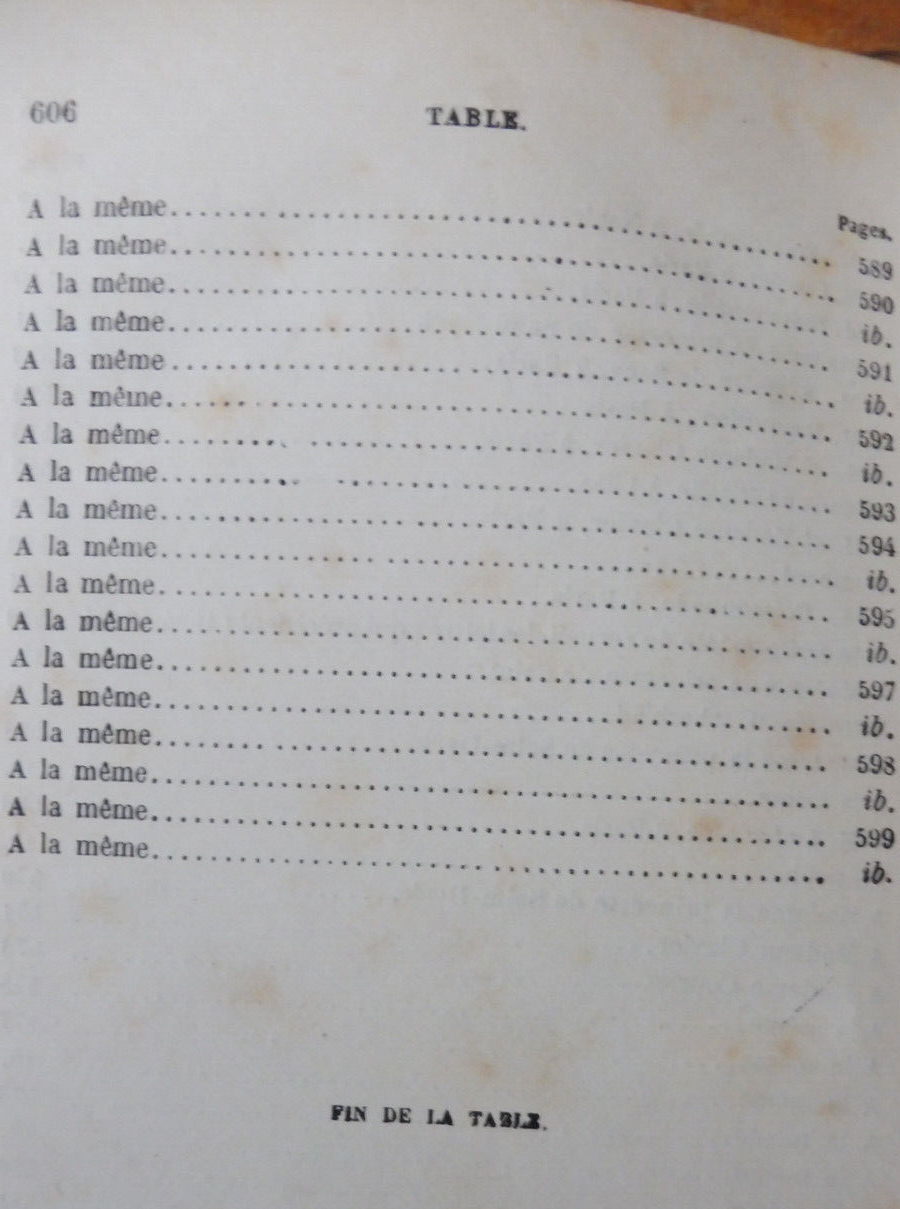 606 TABLE.
Pages.
A la même........ 589
A la même........ 590
A la même........ ib.
A la même........ 591
A la même........ ib.
A la même........ 592
A la même........ ib.
A la même........ 593
A la même........ 594
A la même........ ib.
A la même........ 595
A la même........ ib.
A la même........ 597
A la même........ ib.
A la même........ 598
A la même........ ib.
A la même........ 599
A la même........ ib.
FIN DE LA TABLE.